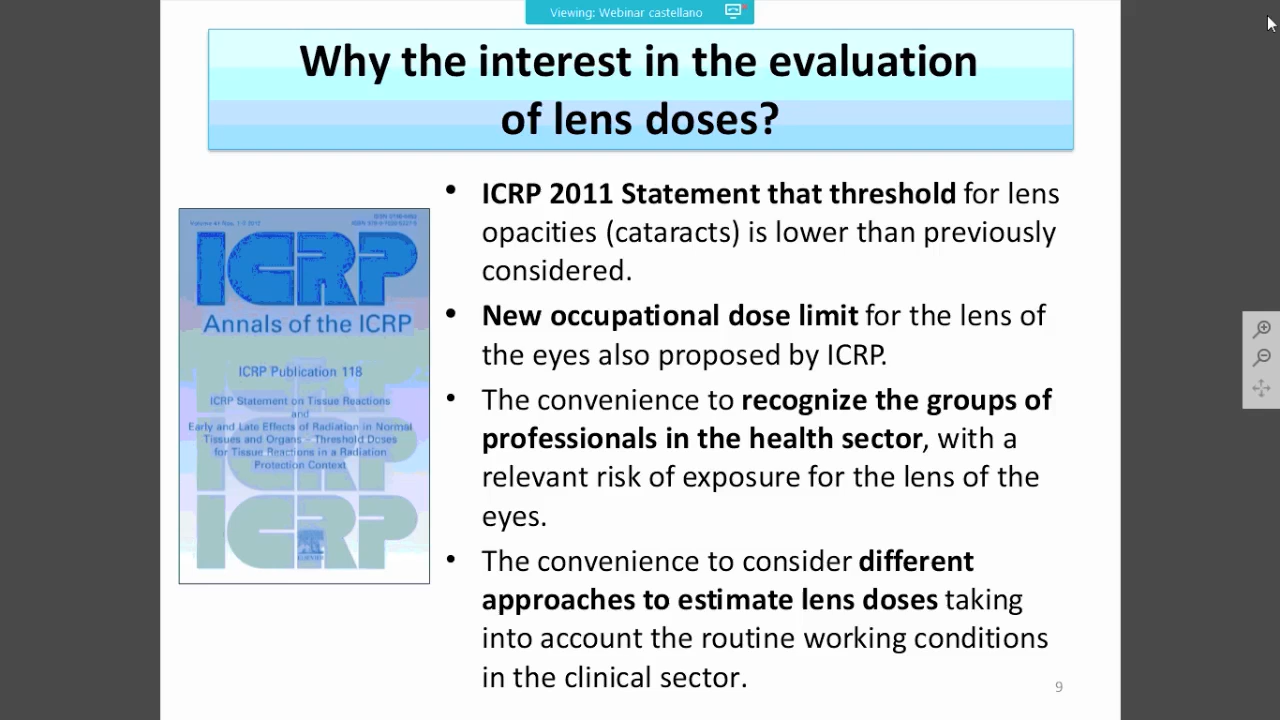 Viewing: Webinar castellano
Why the interest in the evaluation
of lens doses?
• ICRP 2011 Statement that threshold for lens
opacities (cataracts) is lower than previously
considered.
• New occupational dose limit for the lens of
the eyes also proposed by ICRP.
• The convenience to recognize the groups of
professionals in the health sector, with a
relevant risk of exposure for the lens of the
eyes.
• The convenience to consider different
approaches to estimate lens doses taking
into account the routine working conditions
in the clinical sector.
ICRP
Annals of the ICRP
ICRP Publication 118
ICRP Statement on Tissue Reactions
and
Early and Late Effects of Radiation in Normal
Tissues and Organs – Threshold Doses
for Tissue Reactions in a Radiation
Protection Context
ICRP
ICRP
ICRP
9